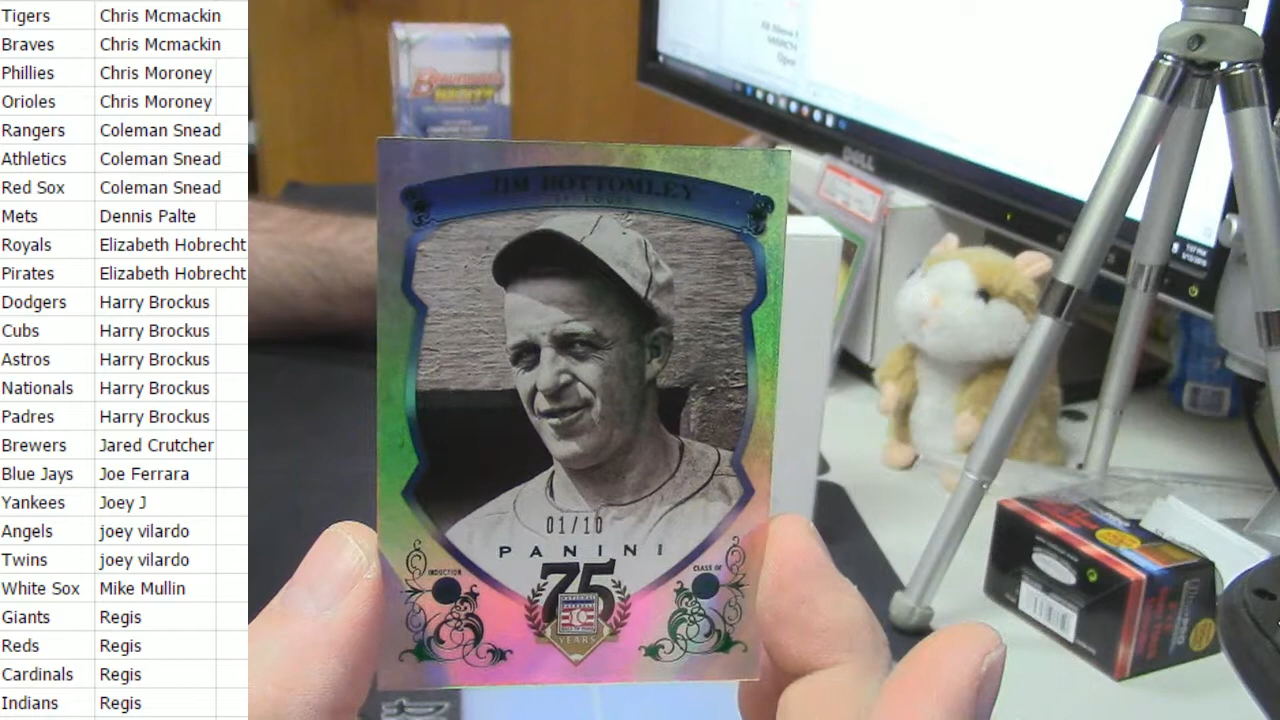 Tigers Chris Mcmackin
Braves Chris Mcmackin
Phillies Chris Moroney
Orioles Chris Moroney
Rangers Coleman Snead
Athletics Coleman Snead
Red Sox Coleman Snead
Mets Dennis Palte
Royals Elizabeth Hobrecht
Pirates Elizabeth Hobrecht
Dodgers Harry Brockus
Cubs Harry Brockus
Astros Harry Brockus
Nationals Harry Brockus
Padres Harry Brockus
Brewers Jared Crutcher
Blue Jays Joe Ferrara
Yankees Joey J
Angels joey vilardo
Twins joey vilardo
White Sox Mike Mullin
Giants Regis
Reds Regis
Cardinals Regis
Indians Regis
JIM BOTTOMLEY
ST. LOUIS
01/10
PANINI
INDUCTION
CLASS OF
75
YEARS
DELL